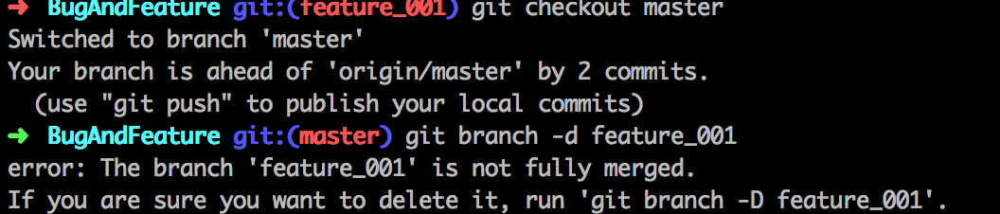 ➜ BugAndFeature git:(feature_001) git checkout master
Switched to branch 'master'
Your branch is ahead of 'origin/master' by 2 commits.
  (use "git push" to publish your local commits)
➜ BugAndFeature git:(master) git branch -d feature_001
error: The branch 'feature_001' is not fully merged.
If you are sure you want to delete it, run 'git branch -D feature_001'.